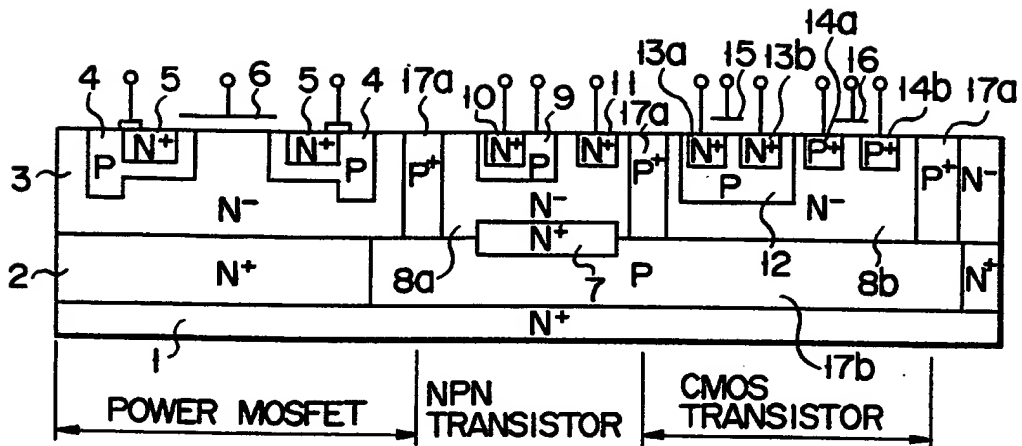 14a
4 5 6 5 4 17a 10 9 11 17a 13a 15 13b 16 14b 17a
N+ N+ N+ N+ N+ N+ P+ P+
P P P+ P P+ P P+ N-
3
N- N- N-
N+
2 N+ 8a 7 P 12 8b N+
N+
1 17b
POWER MOSFET NPN TRANSISTOR CMOS TRANSISTOR